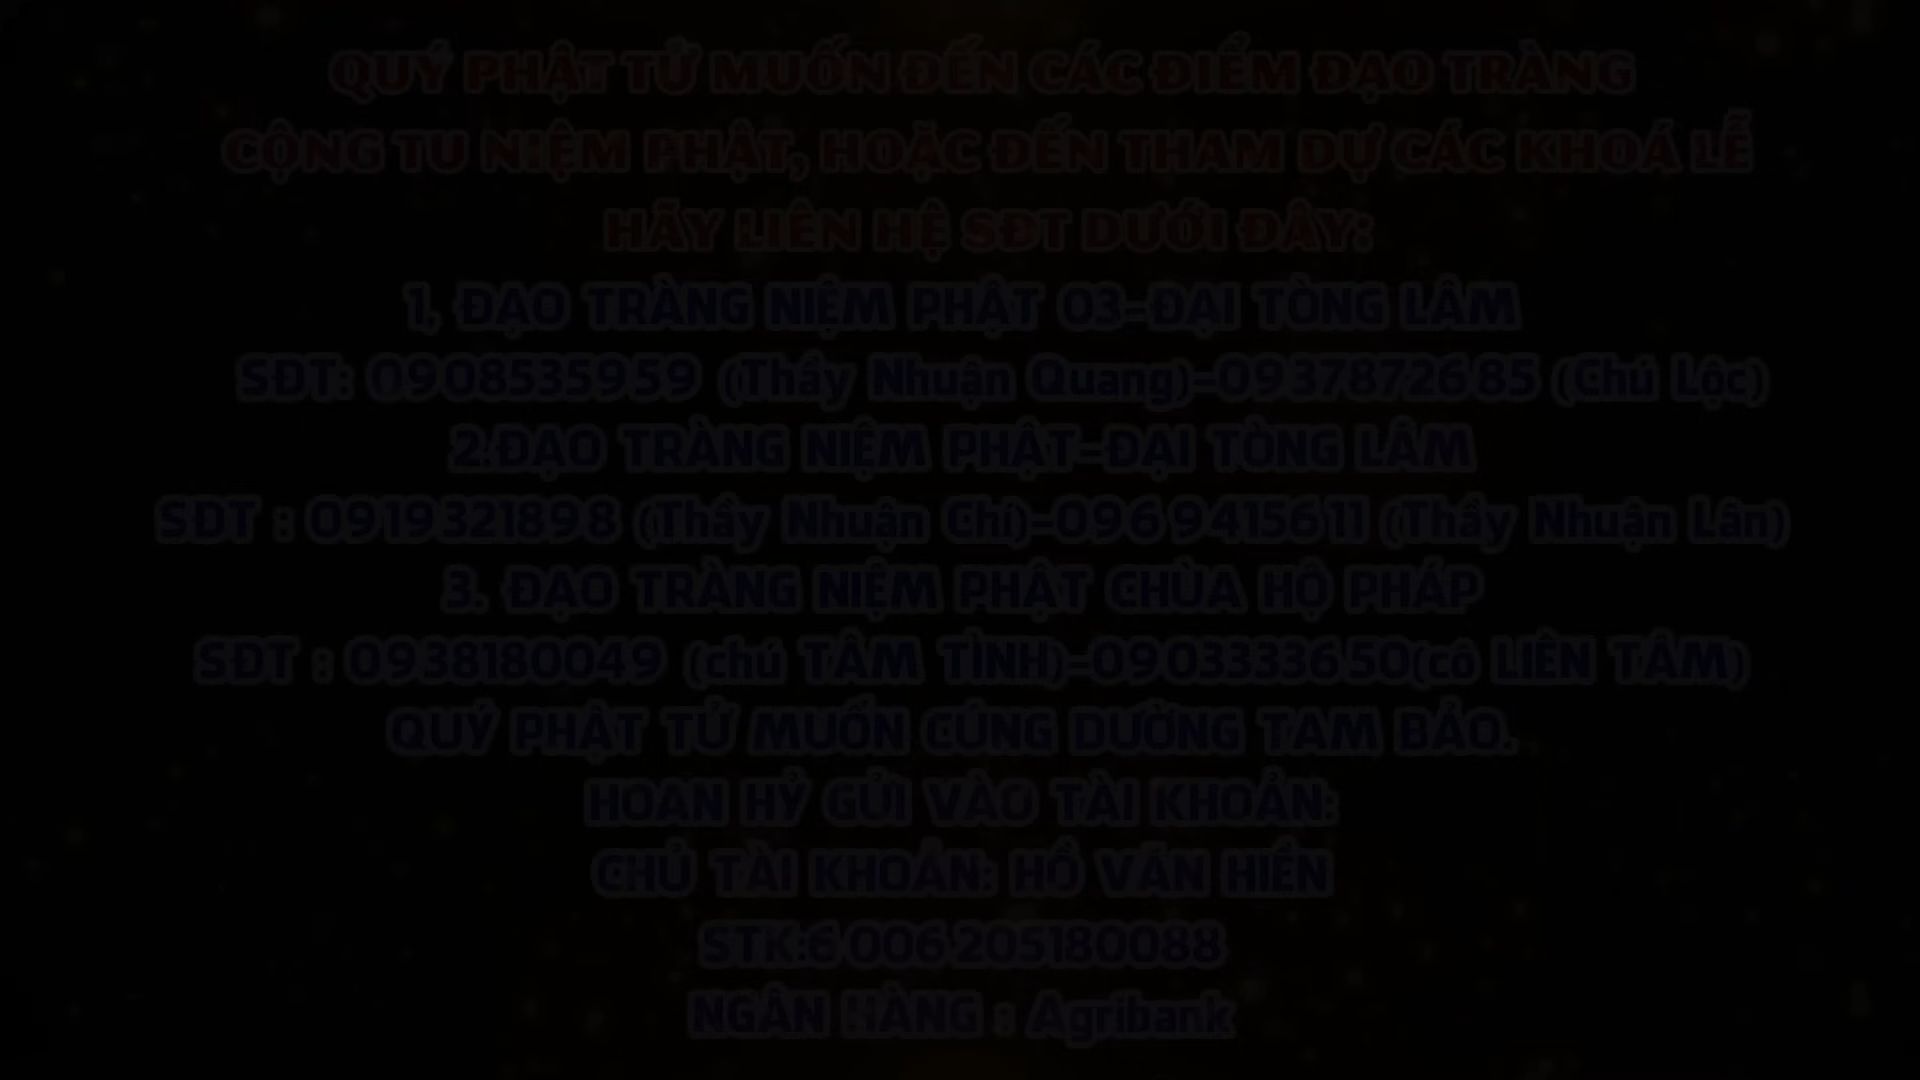 QUÝ PHẬT TỬ MUỐN ĐẾN CÁC ĐIỂM ĐẠO TRÀNG
CỘNG TU NIỆM PHẬT, HOẶC ĐẾN THAM DỰ CÁC KHOÁ LỄ
HÃY LIÊN HỆ SĐT DƯỚI ĐÂY:
1, ĐẠO TRÀNG NIỆM PHẬT 03-ĐẠI TÒNG LÂM
SĐT: 0908535959 (Thầy Nhuận Quang)-0937872685 (Chú Lộc)
2.ĐẠO TRÀNG NIỆM PHẬT-ĐẠI TÒNG LÂM
SĐT : 0919321898 (Thầy Nhuận Chí)-0969415611 (Thầy Nhuận Lân)
3. ĐẠO TRÀNG NIỆM PHẬT CHÙA HỘ PHÁP
SĐT : 0938180049 (chú TÂM TÌNH)-0903333650(cô LIÊN TÂM)
QUÝ PHẬT TỬ MUỐN CÚNG DƯỜNG TAM BẢO.
HOAN HỶ GỬI VÀO TÀI KHOẢN:
CHỦ TÀI KHOẢN: HỒ VĂN HIỀN
STK:6006205180088
NGÂN HÀNG : Agribank